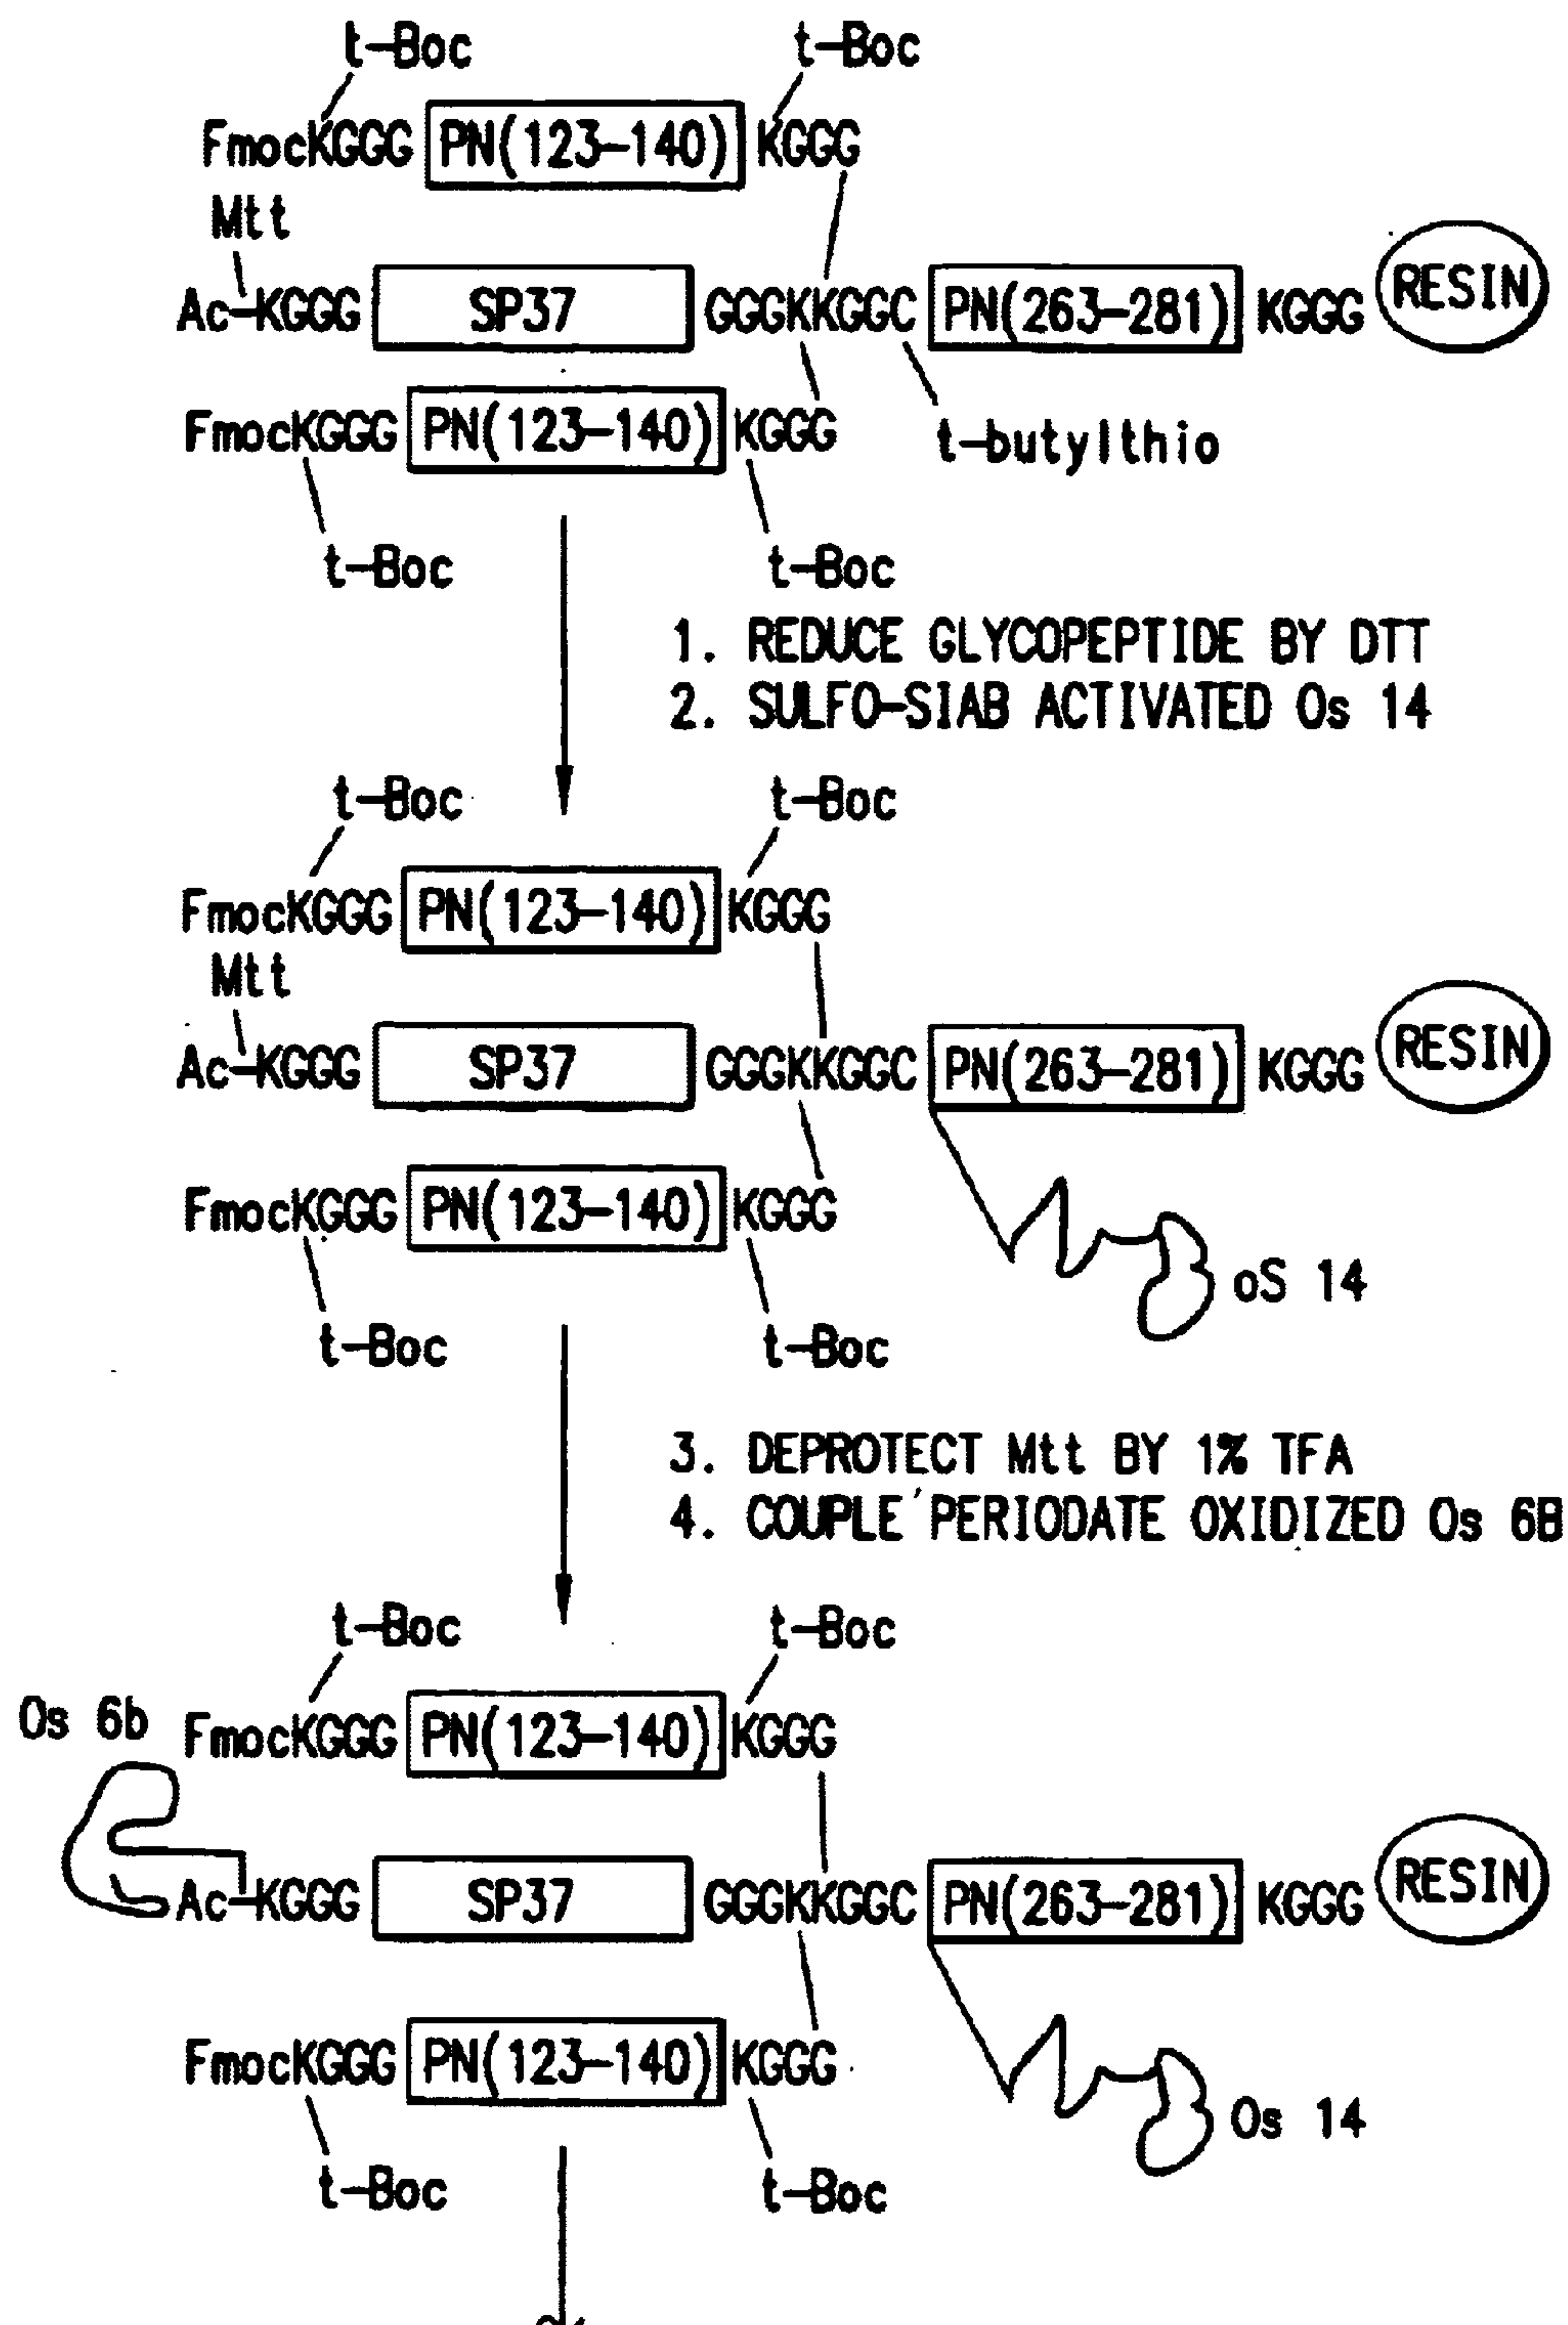 t-Boc t-Boc
FmocKGGG PN(123-140) KGGG
Mtt
Ac-KGGG SP37 GGGKKGGC PN(263-281) KGGG RESIN
FmocKGGG PN(123-140) KGGG
t-butylthio
t-Boc t-Boc
1. REDUCE GLYCOPEPTIDE BY DTT
2. SULFO-SIAB ACTIVATED Os 14
t-Boc t-Boc
FmocKGGG PN(123-140) KGGG
Mtt
Ac-KGGG SP37 GGGKKGGC PN(263-281) KGGG RESIN
FmocKGGG PN(123-140) KGGG
oS 14
t-Boc t-Boc
3. DEPROTECT Mtt BY 1% TFA
4. COUPLE PERIODATE OXIDIZED Os 6B
t-Boc t-Boc
Os 6b FmocKGGG PN(123-140) KGGG
Ac-KGGG SP37 GGGKKGGC PN(263-281) KGGG RESIN
FmocKGGG PN(123-140) KGGG
Os 14
t-Boc t-Boc